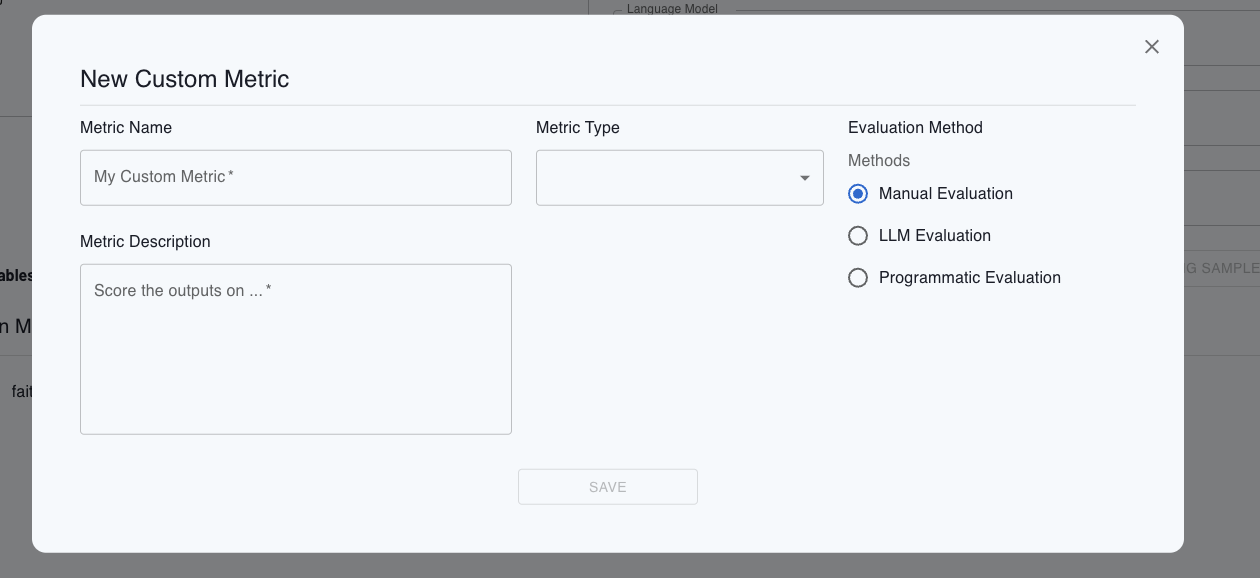 Language Model
New Custom Metric
Metric Name
My Custom Metric*
Metric Type
Evaluation Method
Methods
Manual Evaluation
LLM Evaluation
Programmatic Evaluation
Metric Description
Score the outputs on ...*
SAVE
ables
n M
fait
G SAMPLE